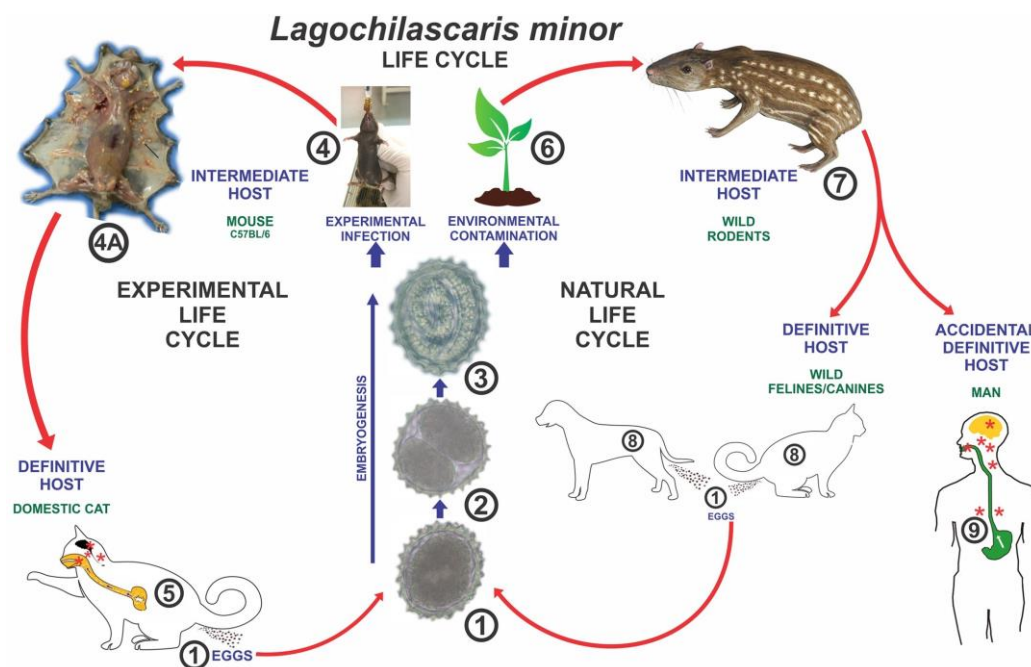 Lagochilascaris minor
LIFE CYCLE
4
6
7
4A
INTERMEDIATE
HOST
MOUSE
C57BL/6
EXPERIMENTAL
INFECTION
ENVIRONMENTAL
CONTAMINATION
INTERMEDIATE
HOST
WILD
RODENTS
EXPERIMENTAL
LIFE
CYCLE
NATURAL
LIFE
CYCLE
EMBRYOGENESIS
3
2
1
DEFINITIVE
HOST
WILD
FELINES/CANINES
ACCIDENTAL
DEFINITIVE
HOST
MAN
8
8
1
EGGS
9
DEFINITIVE
HOST
DOMESTIC CAT
5
1 EGGS